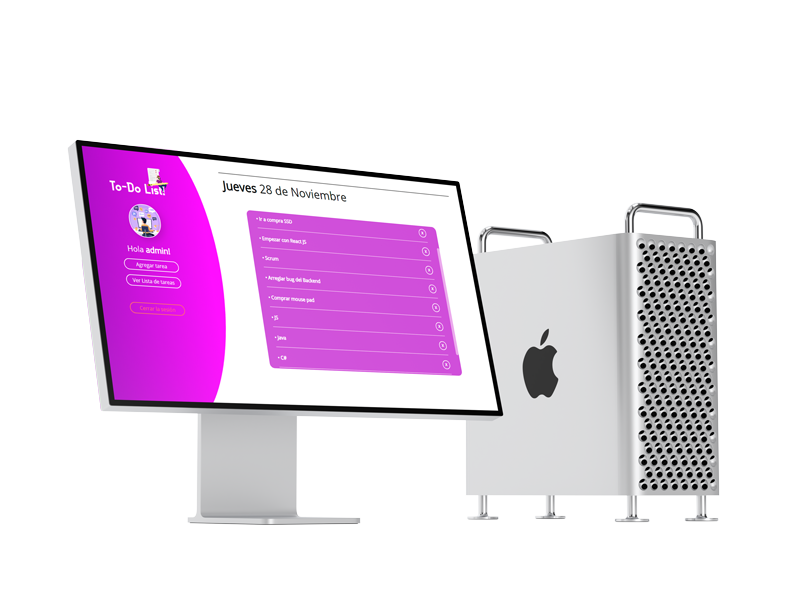 To-Do List!
Hola admin!
Agregar tarea
Ver Lista de tareas
Cerrar la sesión
Jueves 28 de Noviembre
• Ir a compra SSD
• Empezar con React JS
• Scrum
• Arreglar bug del Backend
• Comprar mouse pad
• JS
• Java
• C#